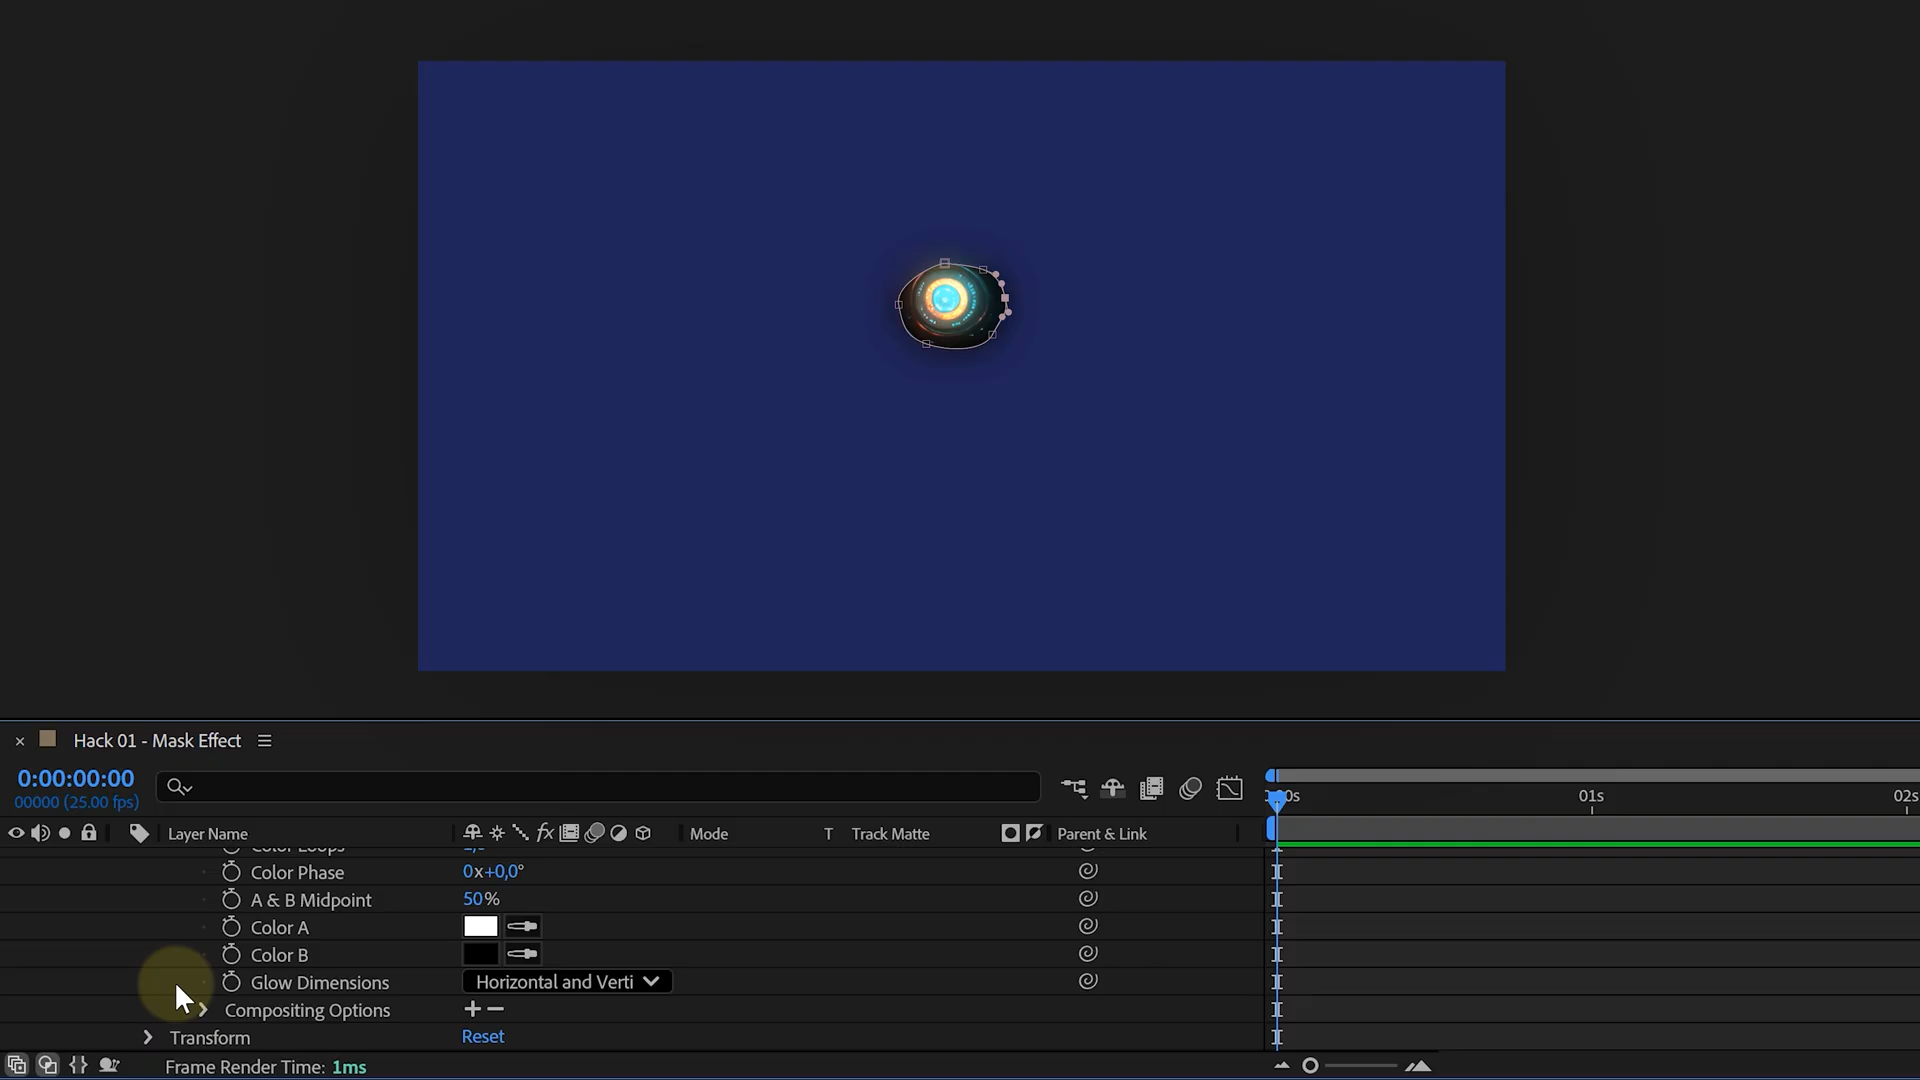 Hack 01 - Mask Effect
0:00:00:00
00000 (25.00 fps)
01s
02s
Layer Name
Mode
T
Track Matte
Parent & Link
Color Loops
Color Phase
0x+0,0°
A & B Midpoint
50%
Color A
Color B
Glow Dimensions
Horizontal and Verti
Compositing Options
Transform
Reset
Frame Render Time: 1ms